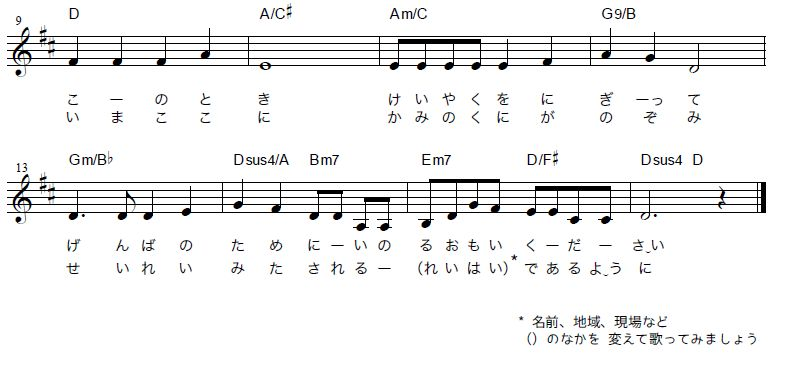 9 D A/C♯ Am/C G9/B
こ ー の と き け い や く を に ぎ ーっ て
い ま こ こ に か み の く に が の ぞ み
13 Gm/B♭ Dsus4/A Bm7 Em7 D/F♯ Dsus4 D
げ ん ば の た め に ー い の る お も い く ー だ ー さ い
せ い れ い み た さ れ る ー (れ い は い)* で あ る よ う に
* 名前、地域、現場など
（）のなかを 変えて歌ってみましょう